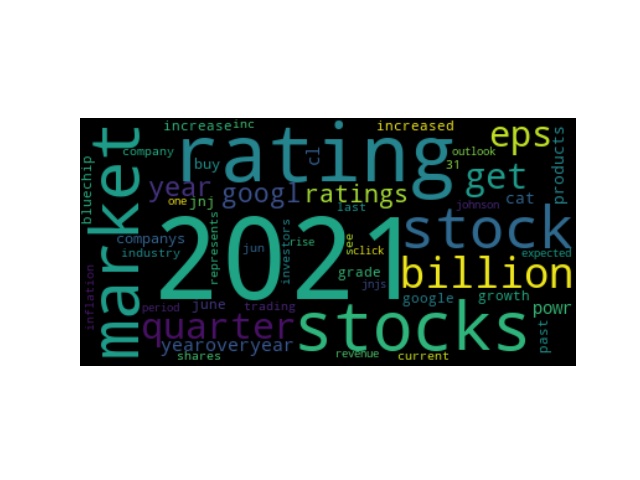 increase inc increased
rating
eps
market
products
company
cl
outlook
31
buy
get
bluechip
year
googl
ratings
cat
one
jnj
johnson
last
2021
stock
represents
companys
investors
industry
jun
rise
see
click
expected
billion
grade
jnjs
inflation
google
growth
period
june
trading
powr
quarter
stocks
past
yearoveryear
shares
revenue
current